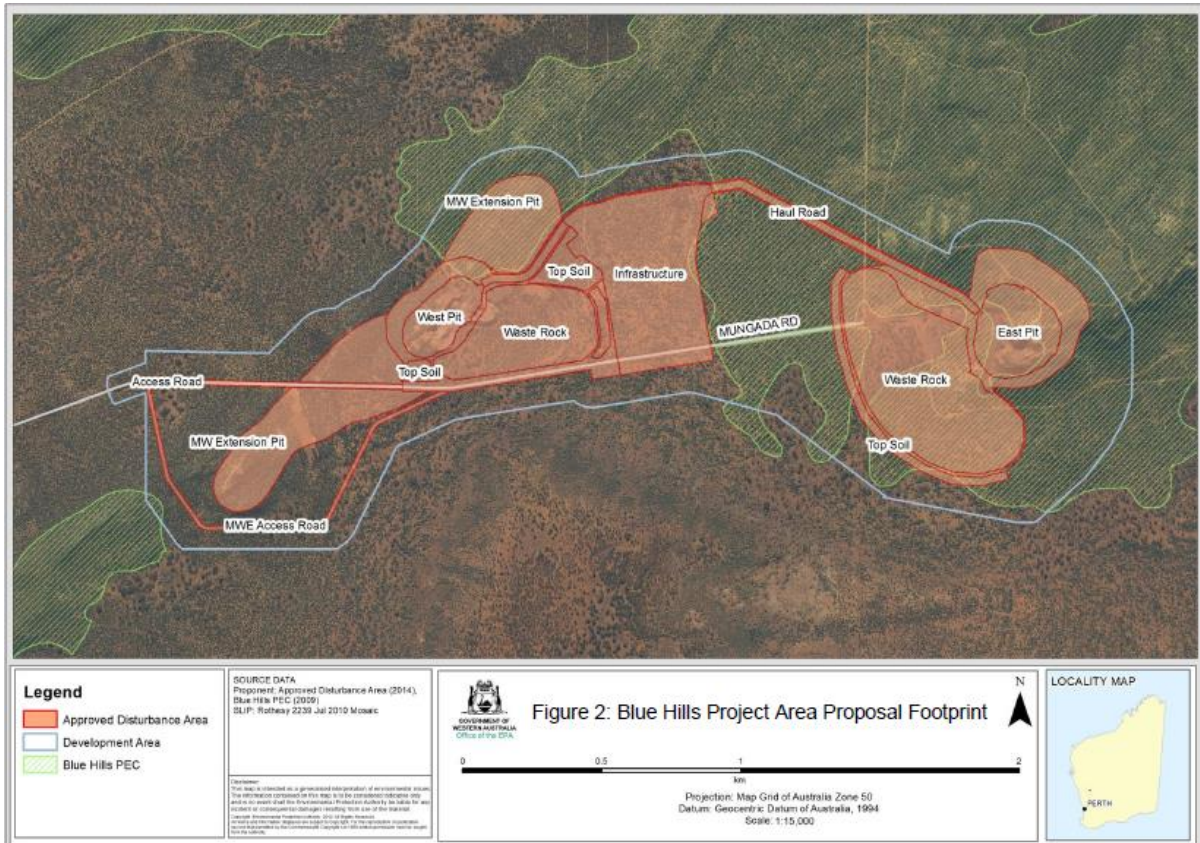 MW Extension Pit
Haul Road
Top Soil
Infrastructure
West Pit
Waste Rock
MUNGADA RD
East Pit
Top Soil
Access Road
Waste Rock
MW Extension Pit
Top Soil
MWE Access Road
Legend
Approved Disturbance Area
Development Area
Blue Hills PEC
SOURCE DATA
Proponent: Approved Disturbance Area (2014),
Blue Hills PEC (2009)
SLIP: Rothesy 2239 Jul 2010 Mosaic
Disclaimer
GOVERNMENT OF
WESTERN AUSTRALIA
Office of the EPA
Figure 2: Blue Hills Project Area Proposal Footprint
N
0 0.5 1 2
km
Projection: Map Grid of Australia Zone 50
Datum: Geocentric Datum of Australia, 1994
Scale: 1:15,000
LOCALITY MAP
PERTH